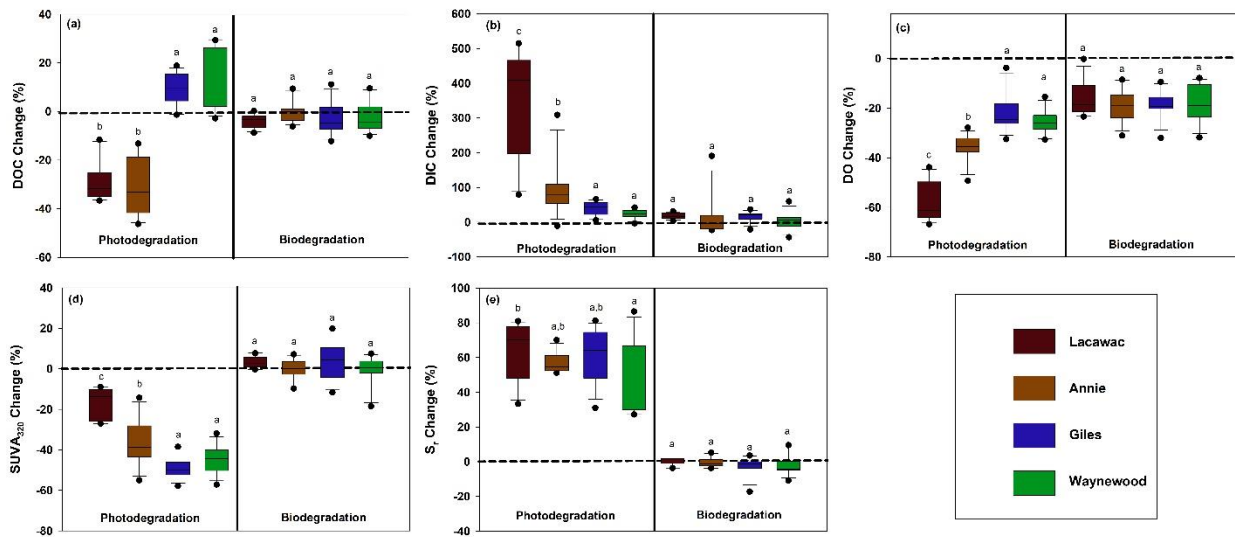 (a)
DOC Change (%)
40
20
0
-20
-40
-60
b
b
a
a
a
a
a
a
Photodegradation
Biodegradation
(b)
DIC Change (%)
600
500
400
300
200
100
0
-100
c
b
a
a
a
a
a
a
Photodegradation
Biodegradation
(c)
DO Change (%)
0
-20
-40
-60
-80
c
b
a
a
a
a
a
a
Photodegradation
Biodegradation
(d)
SUVA320 Change (%)
40
20
0
-20
-40
-60
-80
c
b
a
a
a
a
a
a
Photodegradation
Biodegradation
(e)
Sr Change (%)
100
80
60
40
20
0
-20
-40
b
a,b
a,b
a
a
a
a
a
Photodegradation
Biodegradation
Lacawac
Annie
Giles
Waynewood